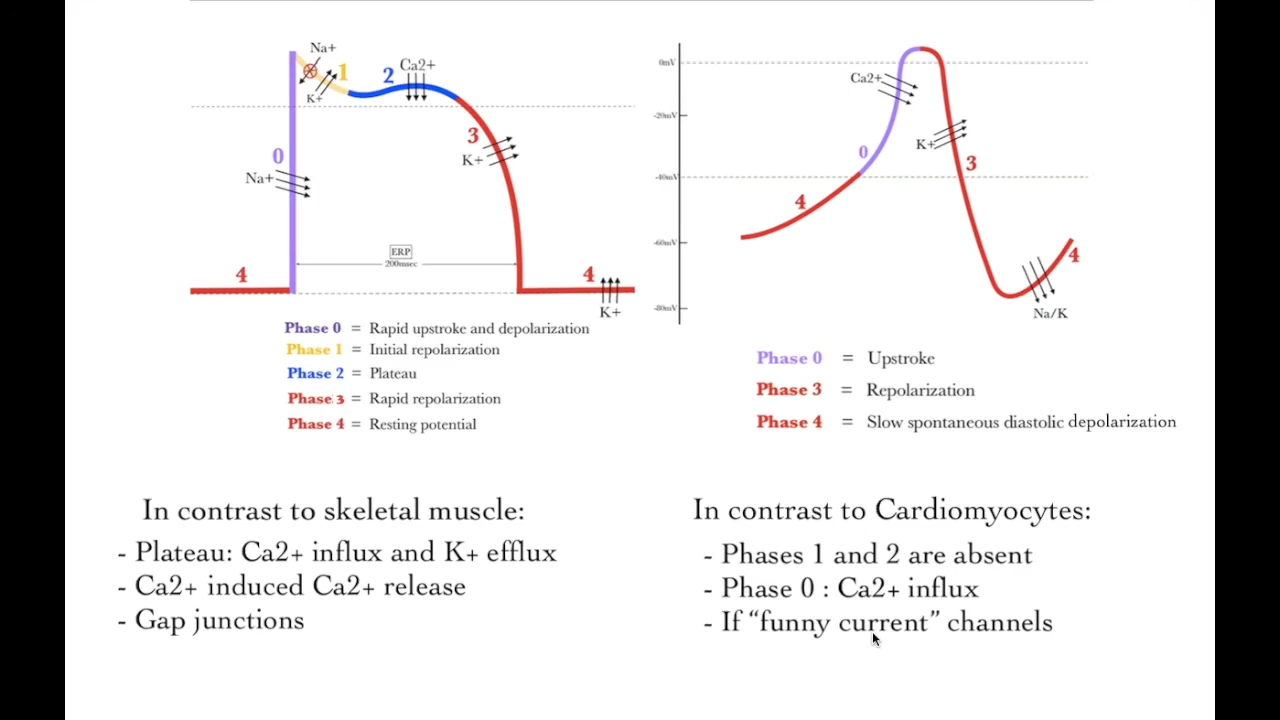 Na+
1
K+
2
Ca2+
3
K+
0
Na+
ERP
200msec
4
4
K+
Phase 0 = Rapid upstroke and depolarization
Phase 1 = Initial repolarization
Phase 2 = Plateau
Phase 3 = Rapid repolarization
Phase 4 = Resting potential
In contrast to skeletal muscle:
- Plateau: Ca2+ influx and K+ efflux
- Ca2+ induced Ca2+ release
- Gap junctions
0mV
-20mV
-40mV
-60mV
-80mV
Ca2+
K+
0
3
4
4
Na/K
Phase 0 = Upstroke
Phase 3 = Repolarization
Phase 4 = Slow spontaneous diastolic depolarization
In contrast to Cardiomyocytes:
- Phases 1 and 2 are absent
- Phase 0 : Ca2+ influx
- If “funny current” channels